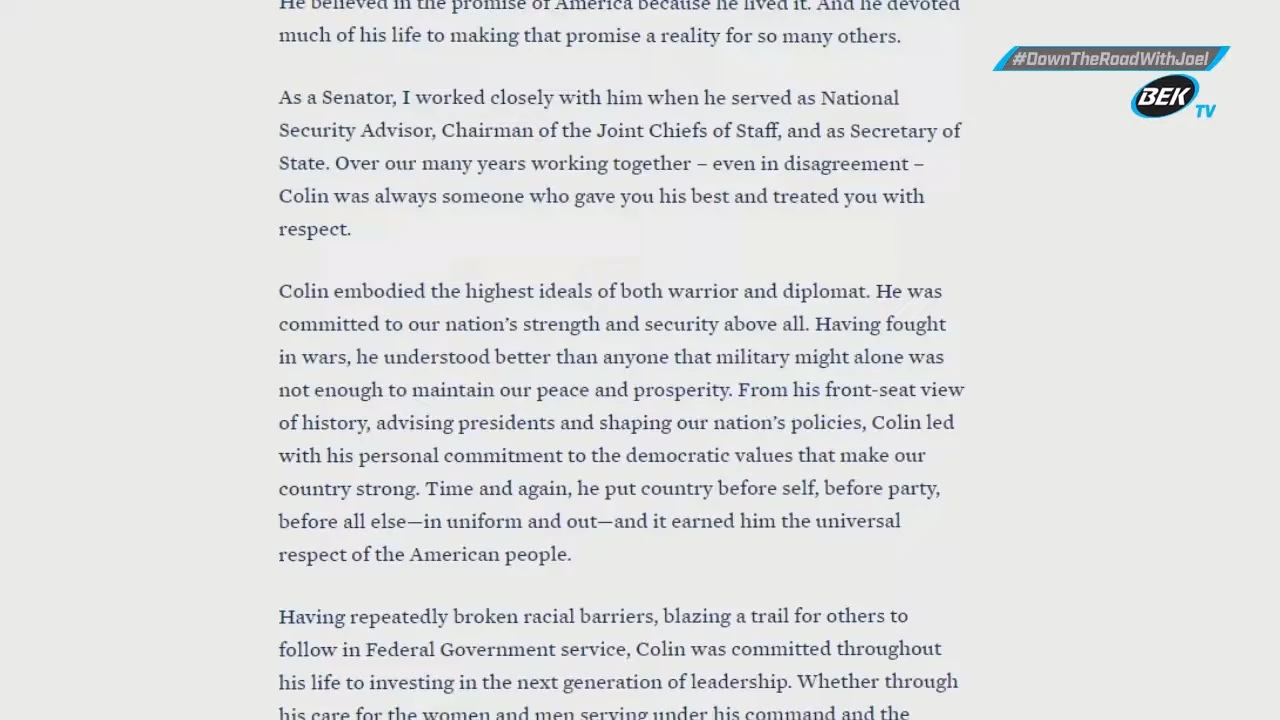 He believed in the promise of America because he lived it. And he devoted
much of his life to making that promise a reality for so many others.
#DownTheRoadWithJoel
BEK TV
As a Senator, I worked closely with him when he served as National
Security Advisor, Chairman of the Joint Chiefs of Staff, and as Secretary of
State. Over our many years working together – even in disagreement –
Colin was always someone who gave you his best and treated you with
respect.
Colin embodied the highest ideals of both warrior and diplomat. He was
committed to our nation’s strength and security above all. Having fought
in wars, he understood better than anyone that military might alone was
not enough to maintain our peace and prosperity. From his front-seat view
of history, advising presidents and shaping our nation’s policies, Colin led
with his personal commitment to the democratic values that make our
country strong. Time and again, he put country before self, before party,
before all else—in uniform and out—and it earned him the universal
respect of the American people.
Having repeatedly broken racial barriers, blazing a trail for others to
follow in Federal Government service, Colin was committed throughout
his life to investing in the next generation of leadership. Whether through
his care for the women and men serving under his command and the